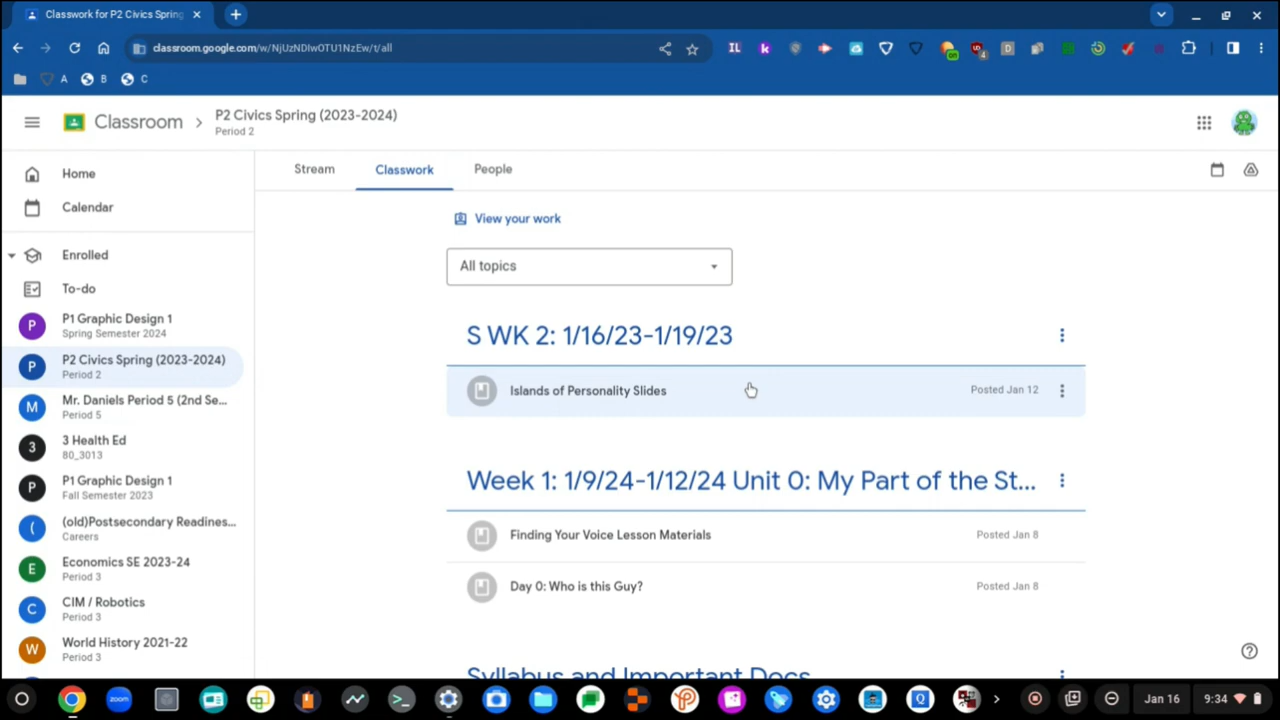 Classwork for P2 Civics Spring
classroom.google.com/w/NjUzNDIwOTU1NzEw/t/all
A B C
Classroom
P2 Civics Spring (2023-2024)
Period 2
Home
Calendar
Enrolled
To-do
P
P1 Graphic Design 1
Spring Semester 2024
P
P2 Civics Spring (2023-2024)
Period 2
M
Mr. Daniels Period 5 (2nd Se...
Period 5
3
3 Health Ed
80_3013
P
P1 Graphic Design 1
Fall Semester 2023
(
(old)Postsecondary Readines...
Careers
E
Economics SE 2023-24
Period 3
C
CIM / Robotics
Period 3
W
World History 2021-22
Period 3
Stream Classwork People
View your work
All topics
S WK 2: 1/16/23-1/19/23
Islands of Personality Slides Posted Jan 12
Week 1: 1/9/24-1/12/24 Unit 0: My Part of the St...
Finding Your Voice Lesson Materials Posted Jan 8
Day 0: Who is this Guy? Posted Jan 8
Syllabus and Important Docs
zoom
Jan 16
9:34